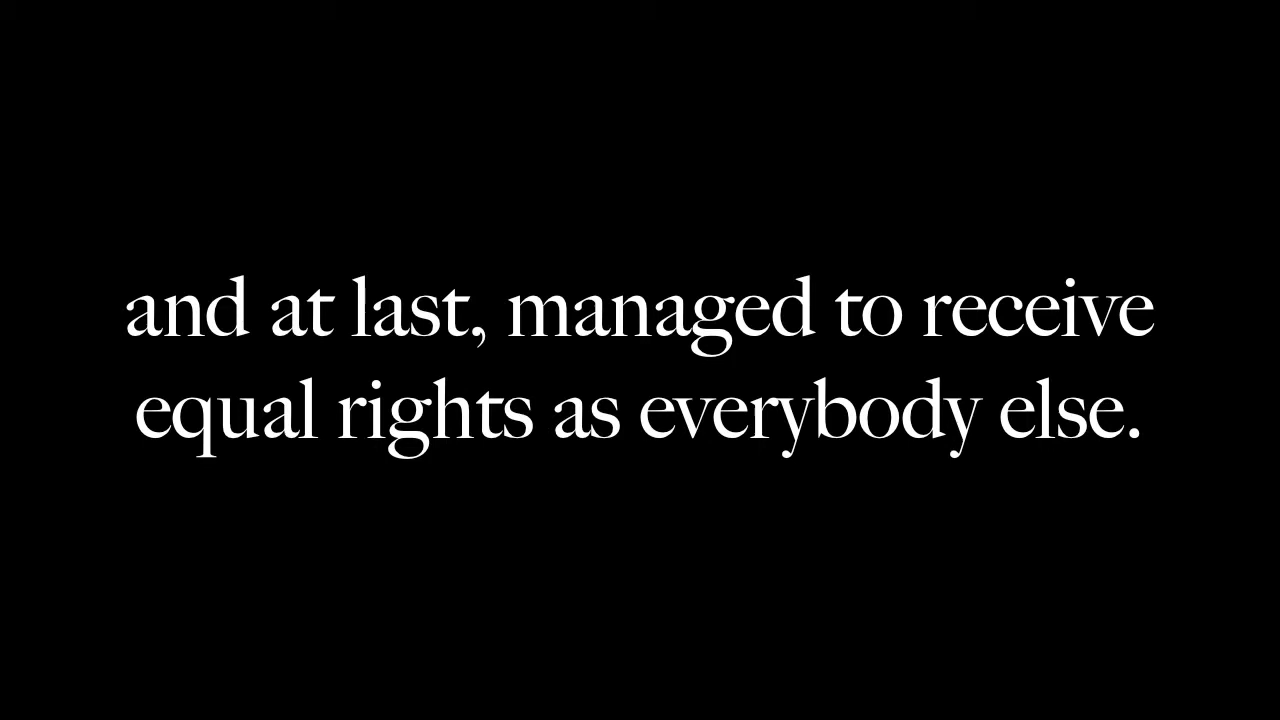 and at last, managed to receive
equal rights as everybody else.